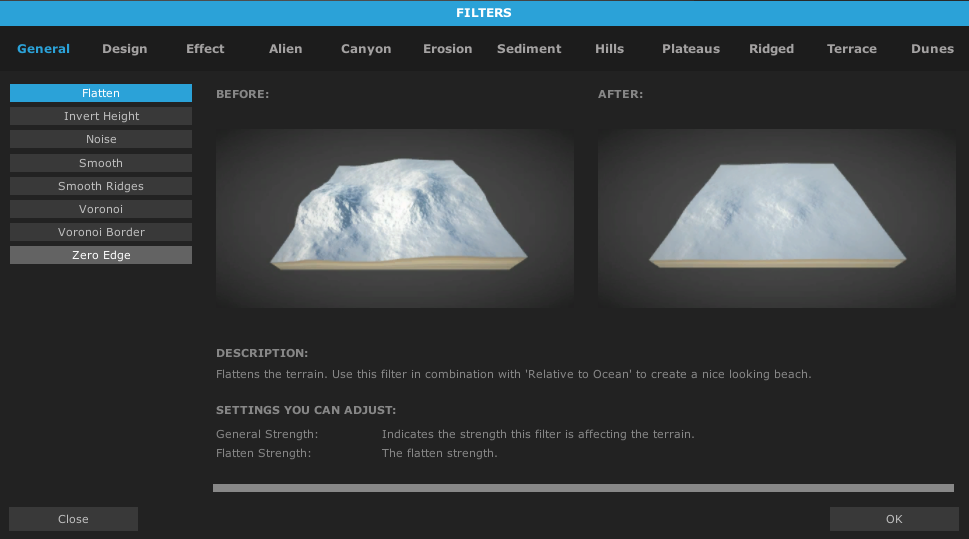 FILTERS
General Design Effect Alien Canyon Erosion Sediment Hills Plateaus Ridged Terrace Dunes
Flatten
Invert Height
Noise
Smooth
Smooth Ridges
Voronoi
Voronoi Border
Zero Edge
BEFORE: AFTER:
DESCRIPTION:
Flattens the terrain. Use this filter in combination with 'Relative to Ocean' to create a nice looking beach.
SETTINGS YOU CAN ADJUST:
General Strength: Indicates the strength this filter is affecting the terrain.
Flatten Strength: The flatten strength.
Close OK